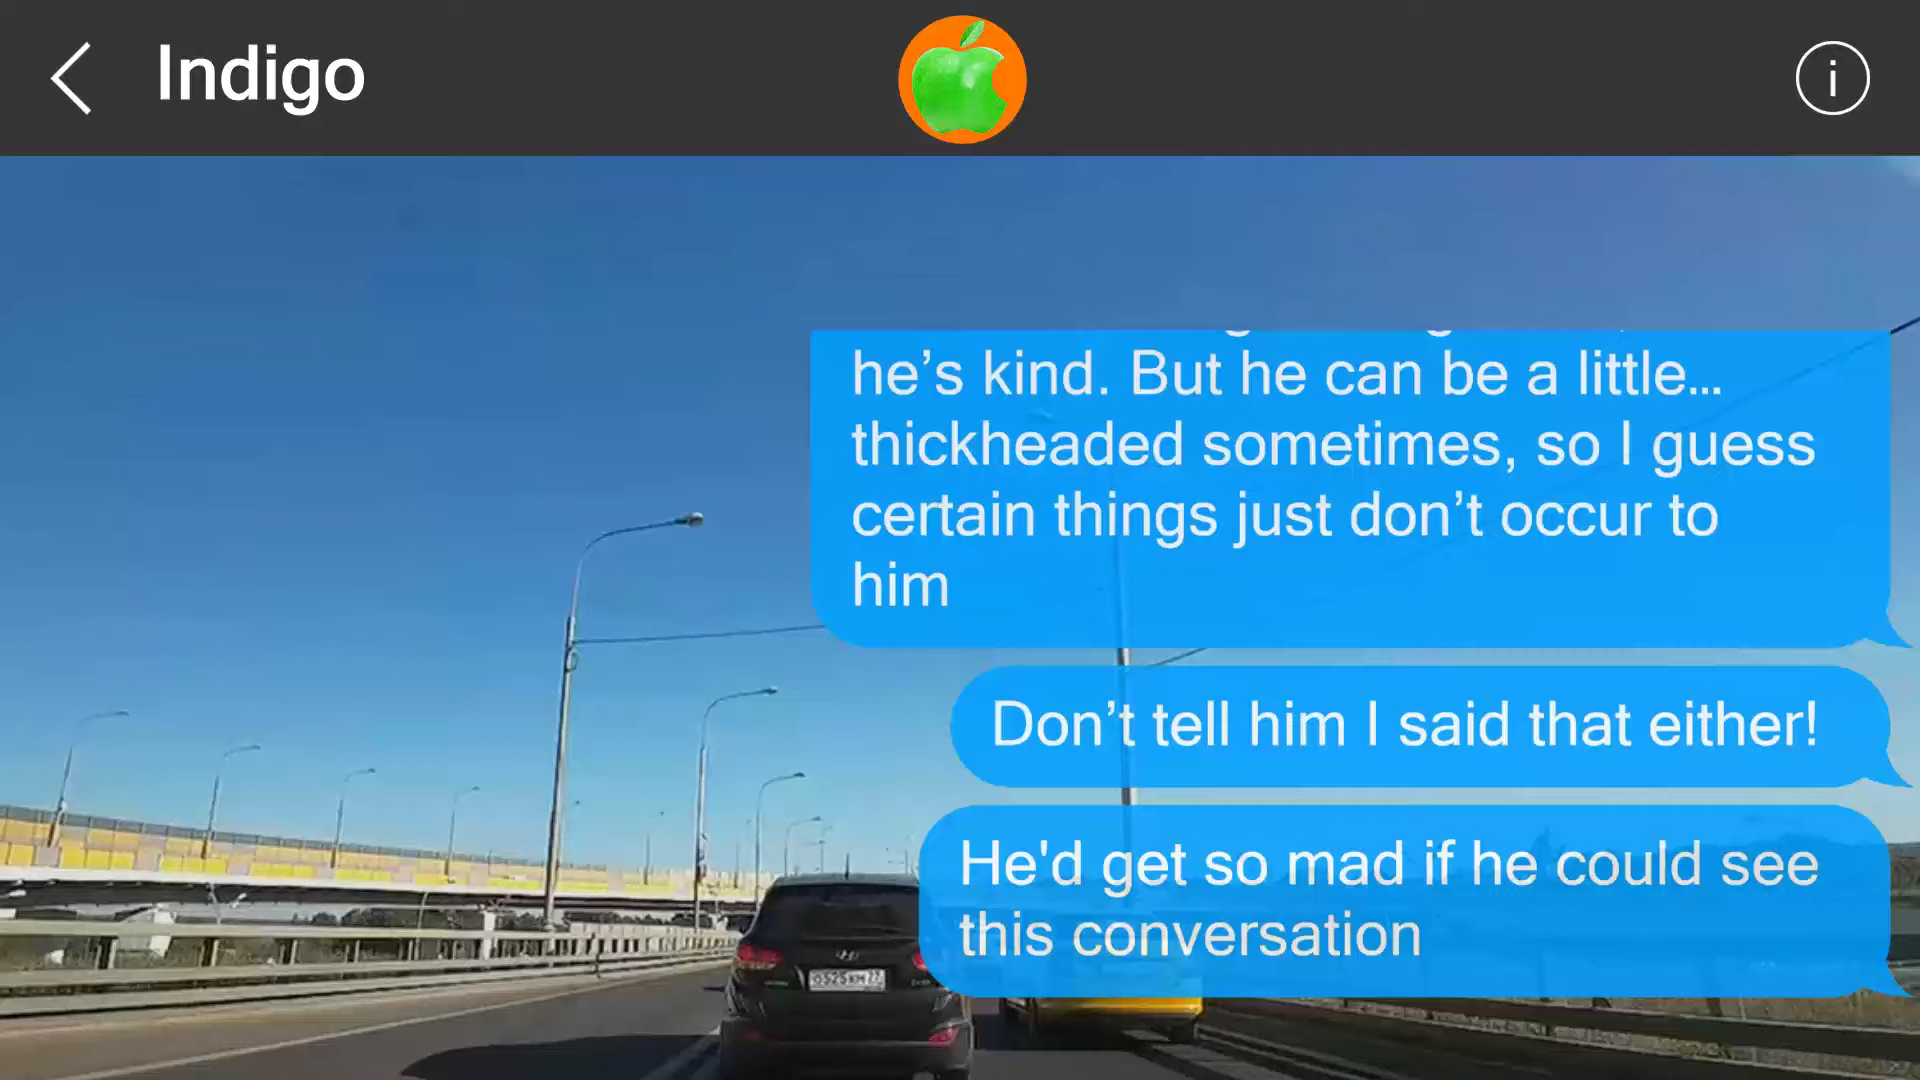 Indigo
he’s kind. But he can be a little...
thickheaded sometimes, so I guess
certain things just don’t occur to
him
Don’t tell him I said that either!
He'd get so mad if he could see
this conversation